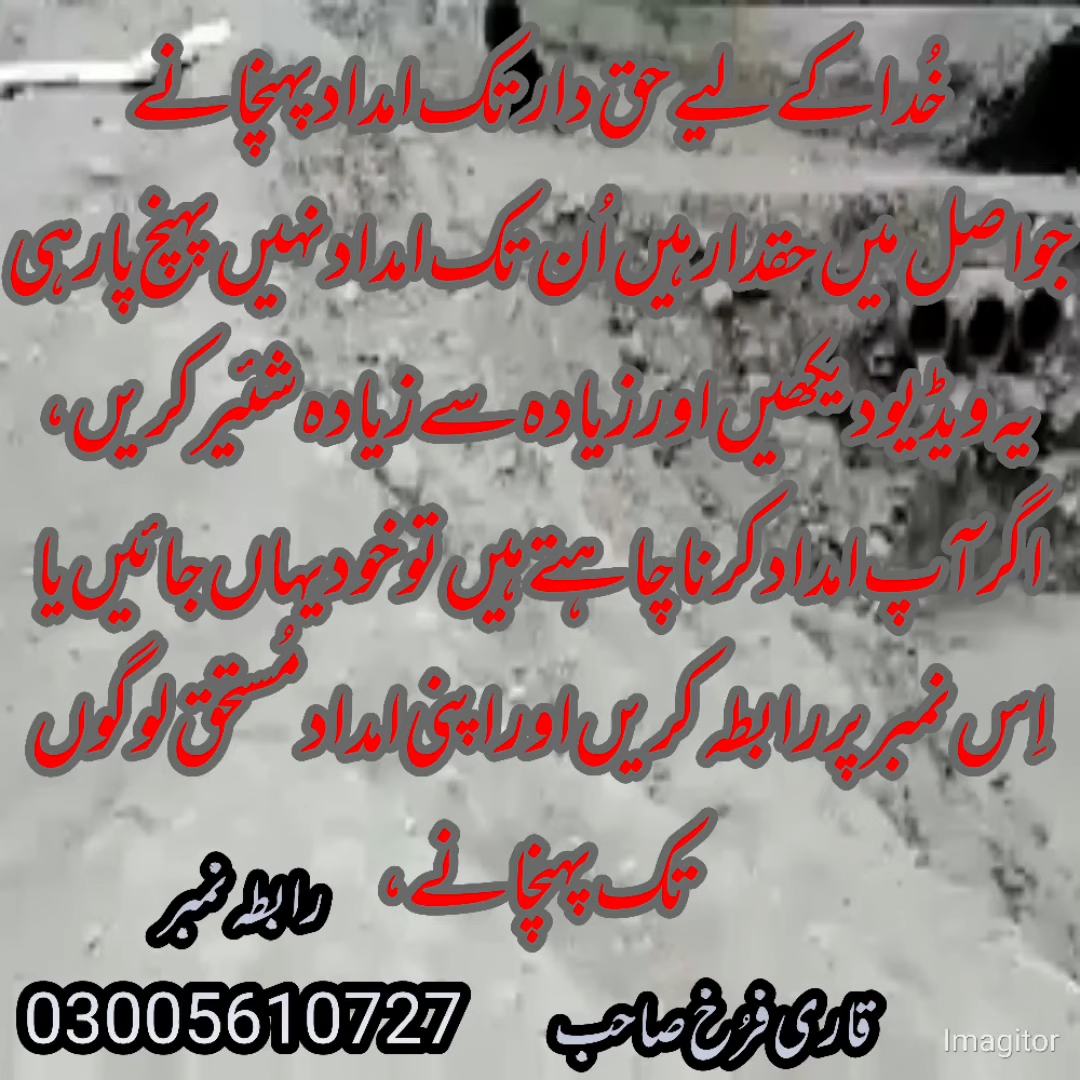 خُدا کے لیے حق دار تک امداد پہنچانے
جو اصل میں حقدار ہیں اُن تک امداد نہیں پہنچ پا رہی
یہ ویڈیو دیکھیں اور زیادہ سے زیادہ شئیر کریں،
اگر آپ امداد کرنا چاہتے ہیں تو خود یہاں جائیں یا
اِس نمبر پر رابطہ کریں اور اپنی امداد مُستحق لوگوں
تک پہنچانے،
رابطہ نمبر
قاری فرُخ صاحب
03005610727
Imagitor